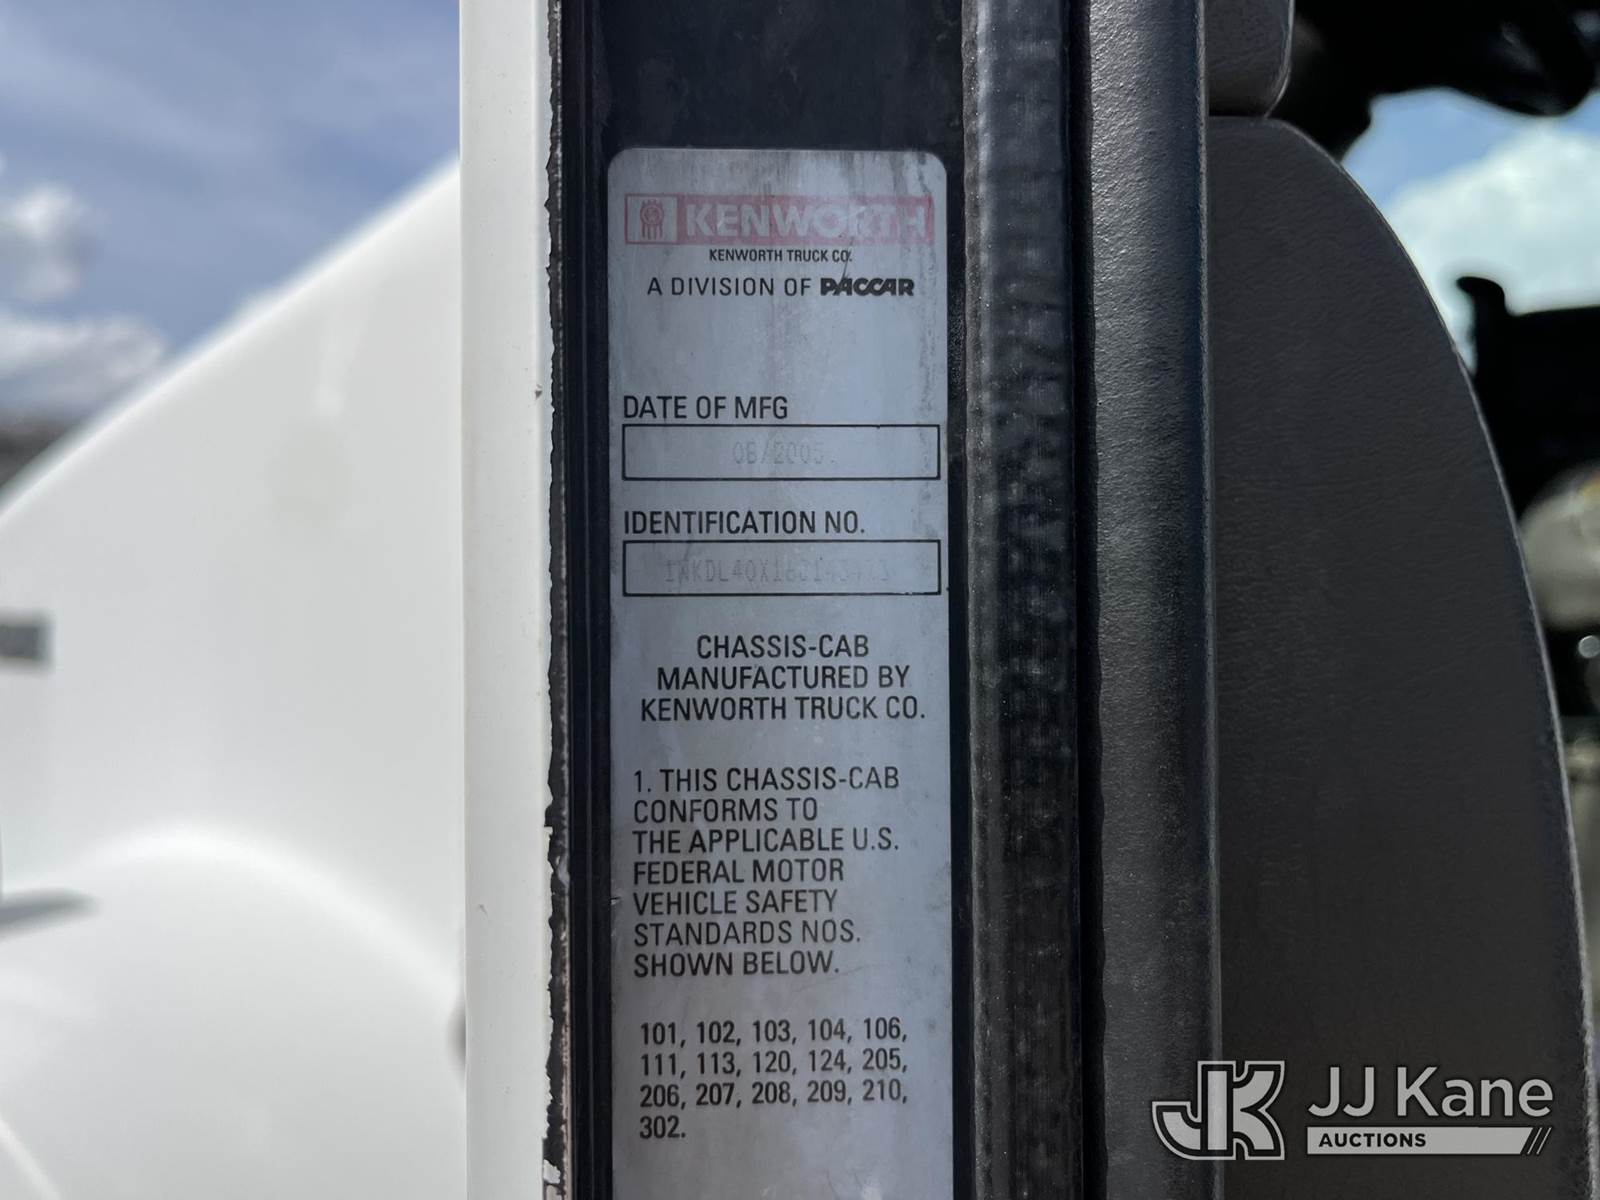 KENWORTH
KENWORTH TRUCK CO.
A DIVISION OF PACCAR
DATE OF MFG
IDENTIFICATION NO.
CHASSIS-CAB
MANUFACTURED BY
KENWORTH TRUCK CO.
1. THIS CHASSIS-CAB
CONFORMS TO
THE APPLICABLE U.S.
FEDERAL MOTOR
VEHICLE SAFETY
STANDARDS NOS.
SHOWN BELOW.
101, 102, 103, 104, 106,
111, 113, 120, 124, 205,
206, 207, 208, 209, 210,
302.
JK JJ Kane
AUCTIONS